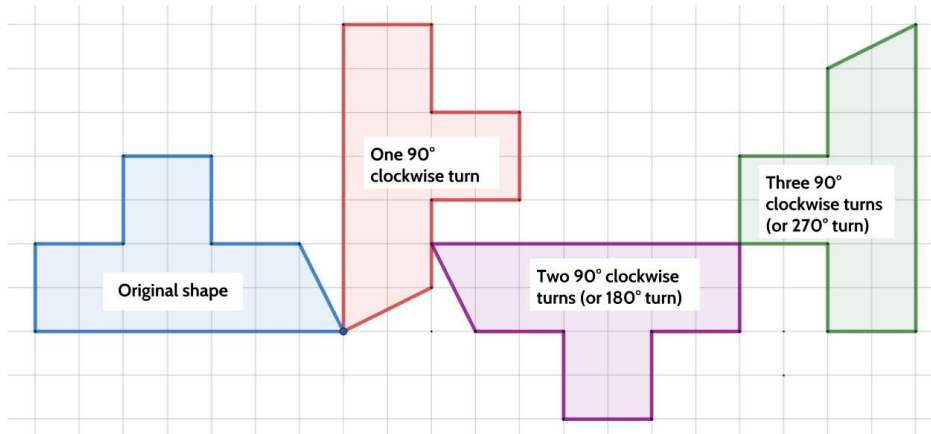 One 90°
clockwise turn
Three 90°
clockwise turns
(or 270° turn)
Original shape
Two 90° clockwise
turns (or 180° turn)